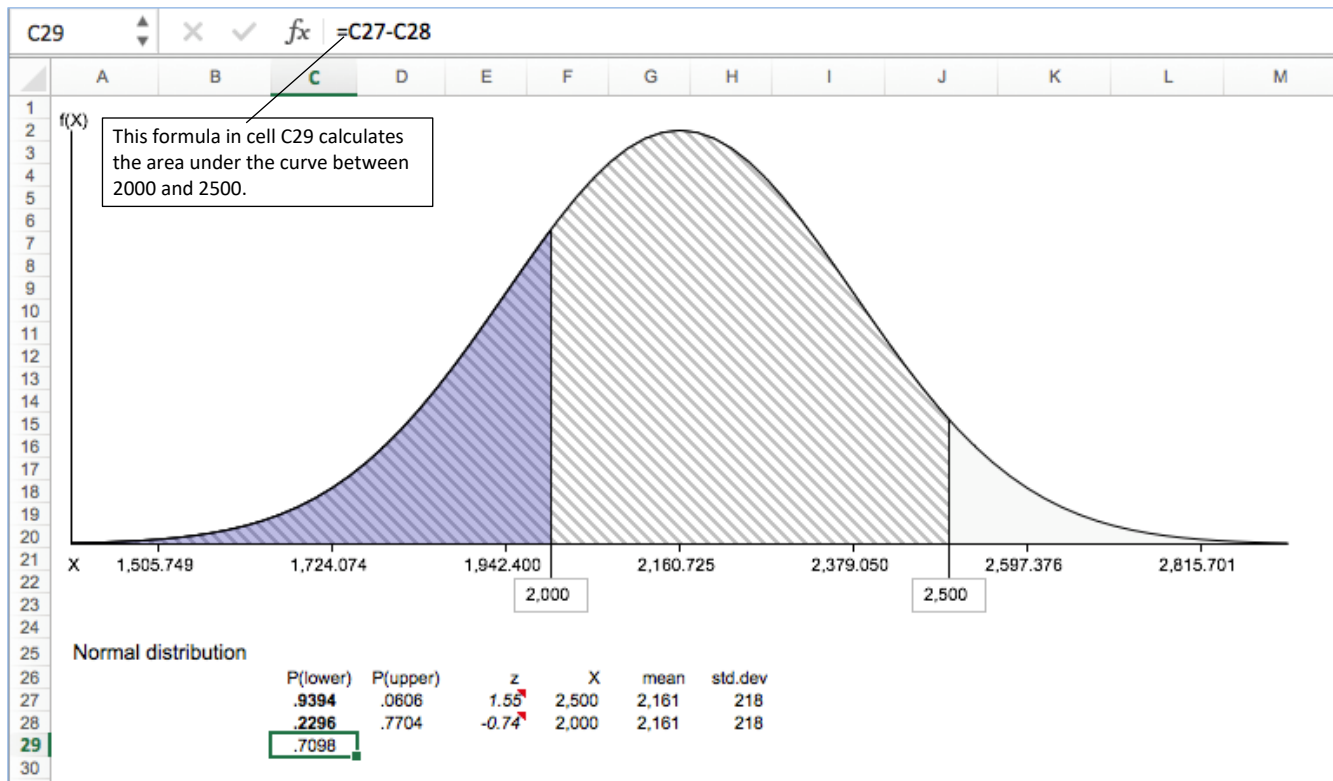 C29 fx =C27-C28
A B C D E F G H I J K L M
1
2 f(X)
This formula in cell C29 calculates
3 the area under the curve between
4 2000 and 2500.
5
6
7
8
9
10
11
12
13
14
15
16
17
18
19
20
21 X 1,505.749 1,724.074 1,942.400 2,160.725 2,379.050 2,597.376 2,815.701
22
23 2,000 2,500
24
25 Normal distribution
26 P(lower) P(upper) z X mean std.dev
27 .9394 .0606 1.55 2,500 2,161 218
28 .2296 .7704 -0.74 2,000 2,161 218
29 .7098
30